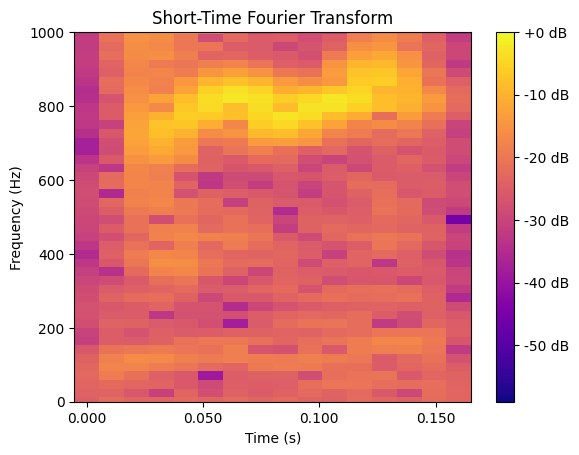 Short-Time Fourier Transform
1000
800
600
400
200
0
Frequency (Hz)
0.000
0.050
0.100
0.150
Time (s)
+0 dB
-10 dB
-20 dB
-30 dB
-40 dB
-50 dB